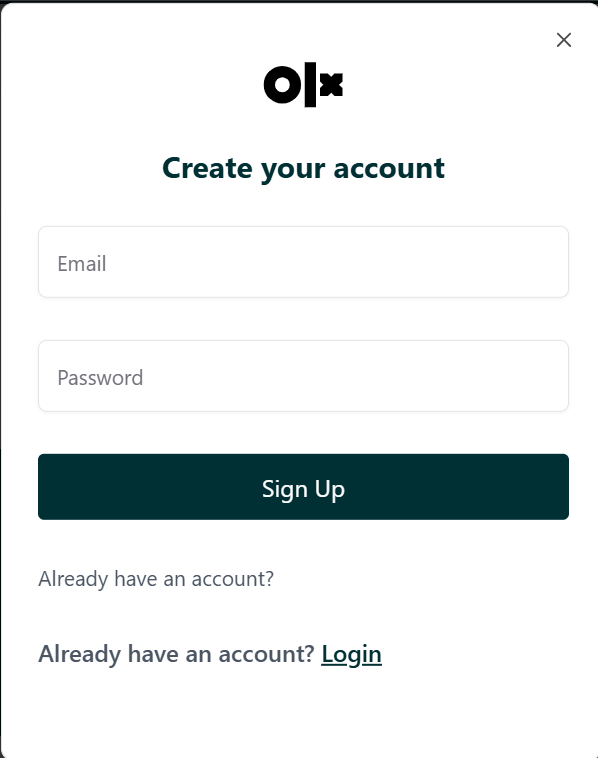 olx
Create your account
Email
Password
Sign Up
Already have an account?
Already have an account? Login